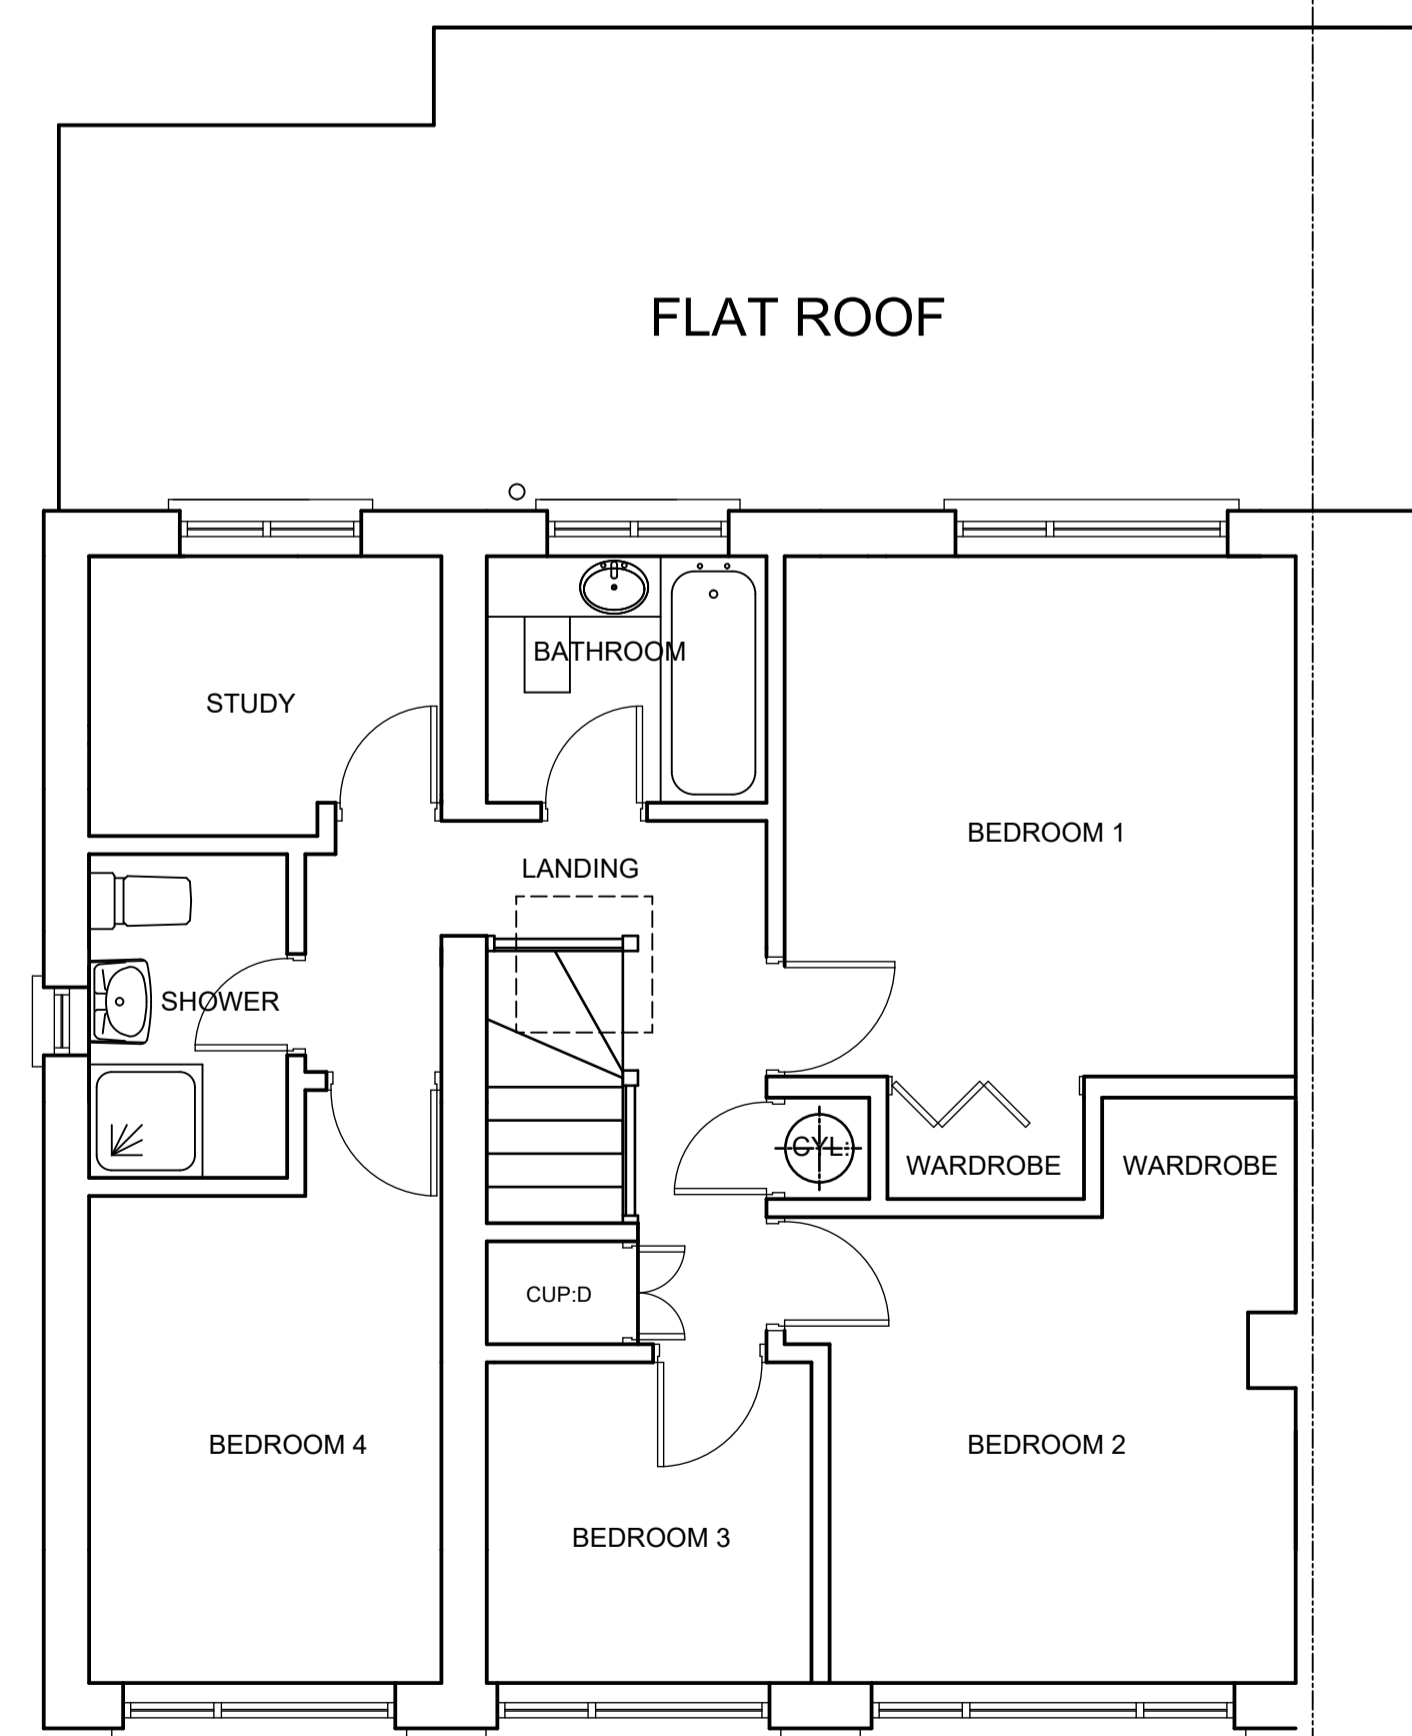 FLAT ROOF
BATHROOM
STUDY
BEDROOM 1
LANDING
SHOWER
CYL:
WARDROBE
WARDROBE
CUP:D
BEDROOM 4
BEDROOM 2
BEDROOM 3